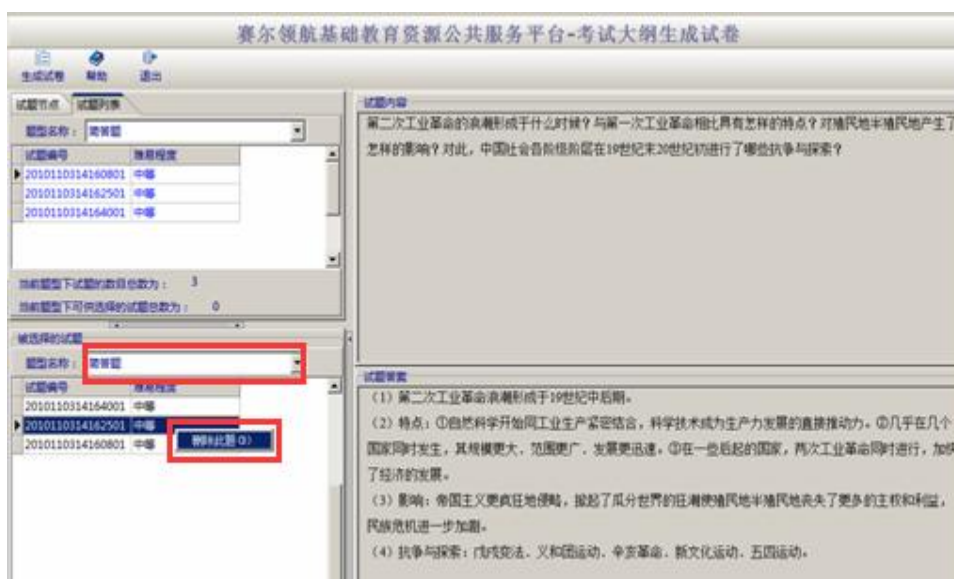 赛尔领航基础教育资源公共服务平台-考试大纲生成试卷
生成试卷 帮助 退出
试题节点 试题列表
题型名称： 简答题
试题编号 难易程度
2010110314160801 中等
2010110314162501 中等
2010110314164001 中等
当前题型下试题的数目总数为： 3
当前题型下可供选择的试题总数为： 0
被选择的试题
题型名称： 简答题
试题编号 难易程度
2010110314164001 中等
2010110314162501 中等
2010110314160801 中等
删除此题(D)
试题内容
第二次工业革命的浪潮形成于什么时候？与第一次工业革命相比具有怎样的特点？对殖民地半殖民地产生了
怎样的影响？对此，中国社会各阶级阶层在19世纪末20世纪初进行了哪些抗争与探索？
试题答案
（1）第二次工业革命浪潮形成于19世纪中后期。
（2）特点：①自然科学开始同工业生产紧密结合，科学技术成为生产力发展的直接推动力。②几乎在几个
国家同时发生，其规模更大、范围更广、发展更迅速。③在一些后起的国家，两次工业革命同时进行，加快
了经济的发展。
（3）影响：帝国主义更疯狂地侵略，掀起了瓜分世界的狂潮使殖民地半殖民地丧失了更多的主权和利益，
民族危机进一步加剧。
（4）抗争与探索：戊戌变法、义和团运动、辛亥革命、新文化运动、五四运动。